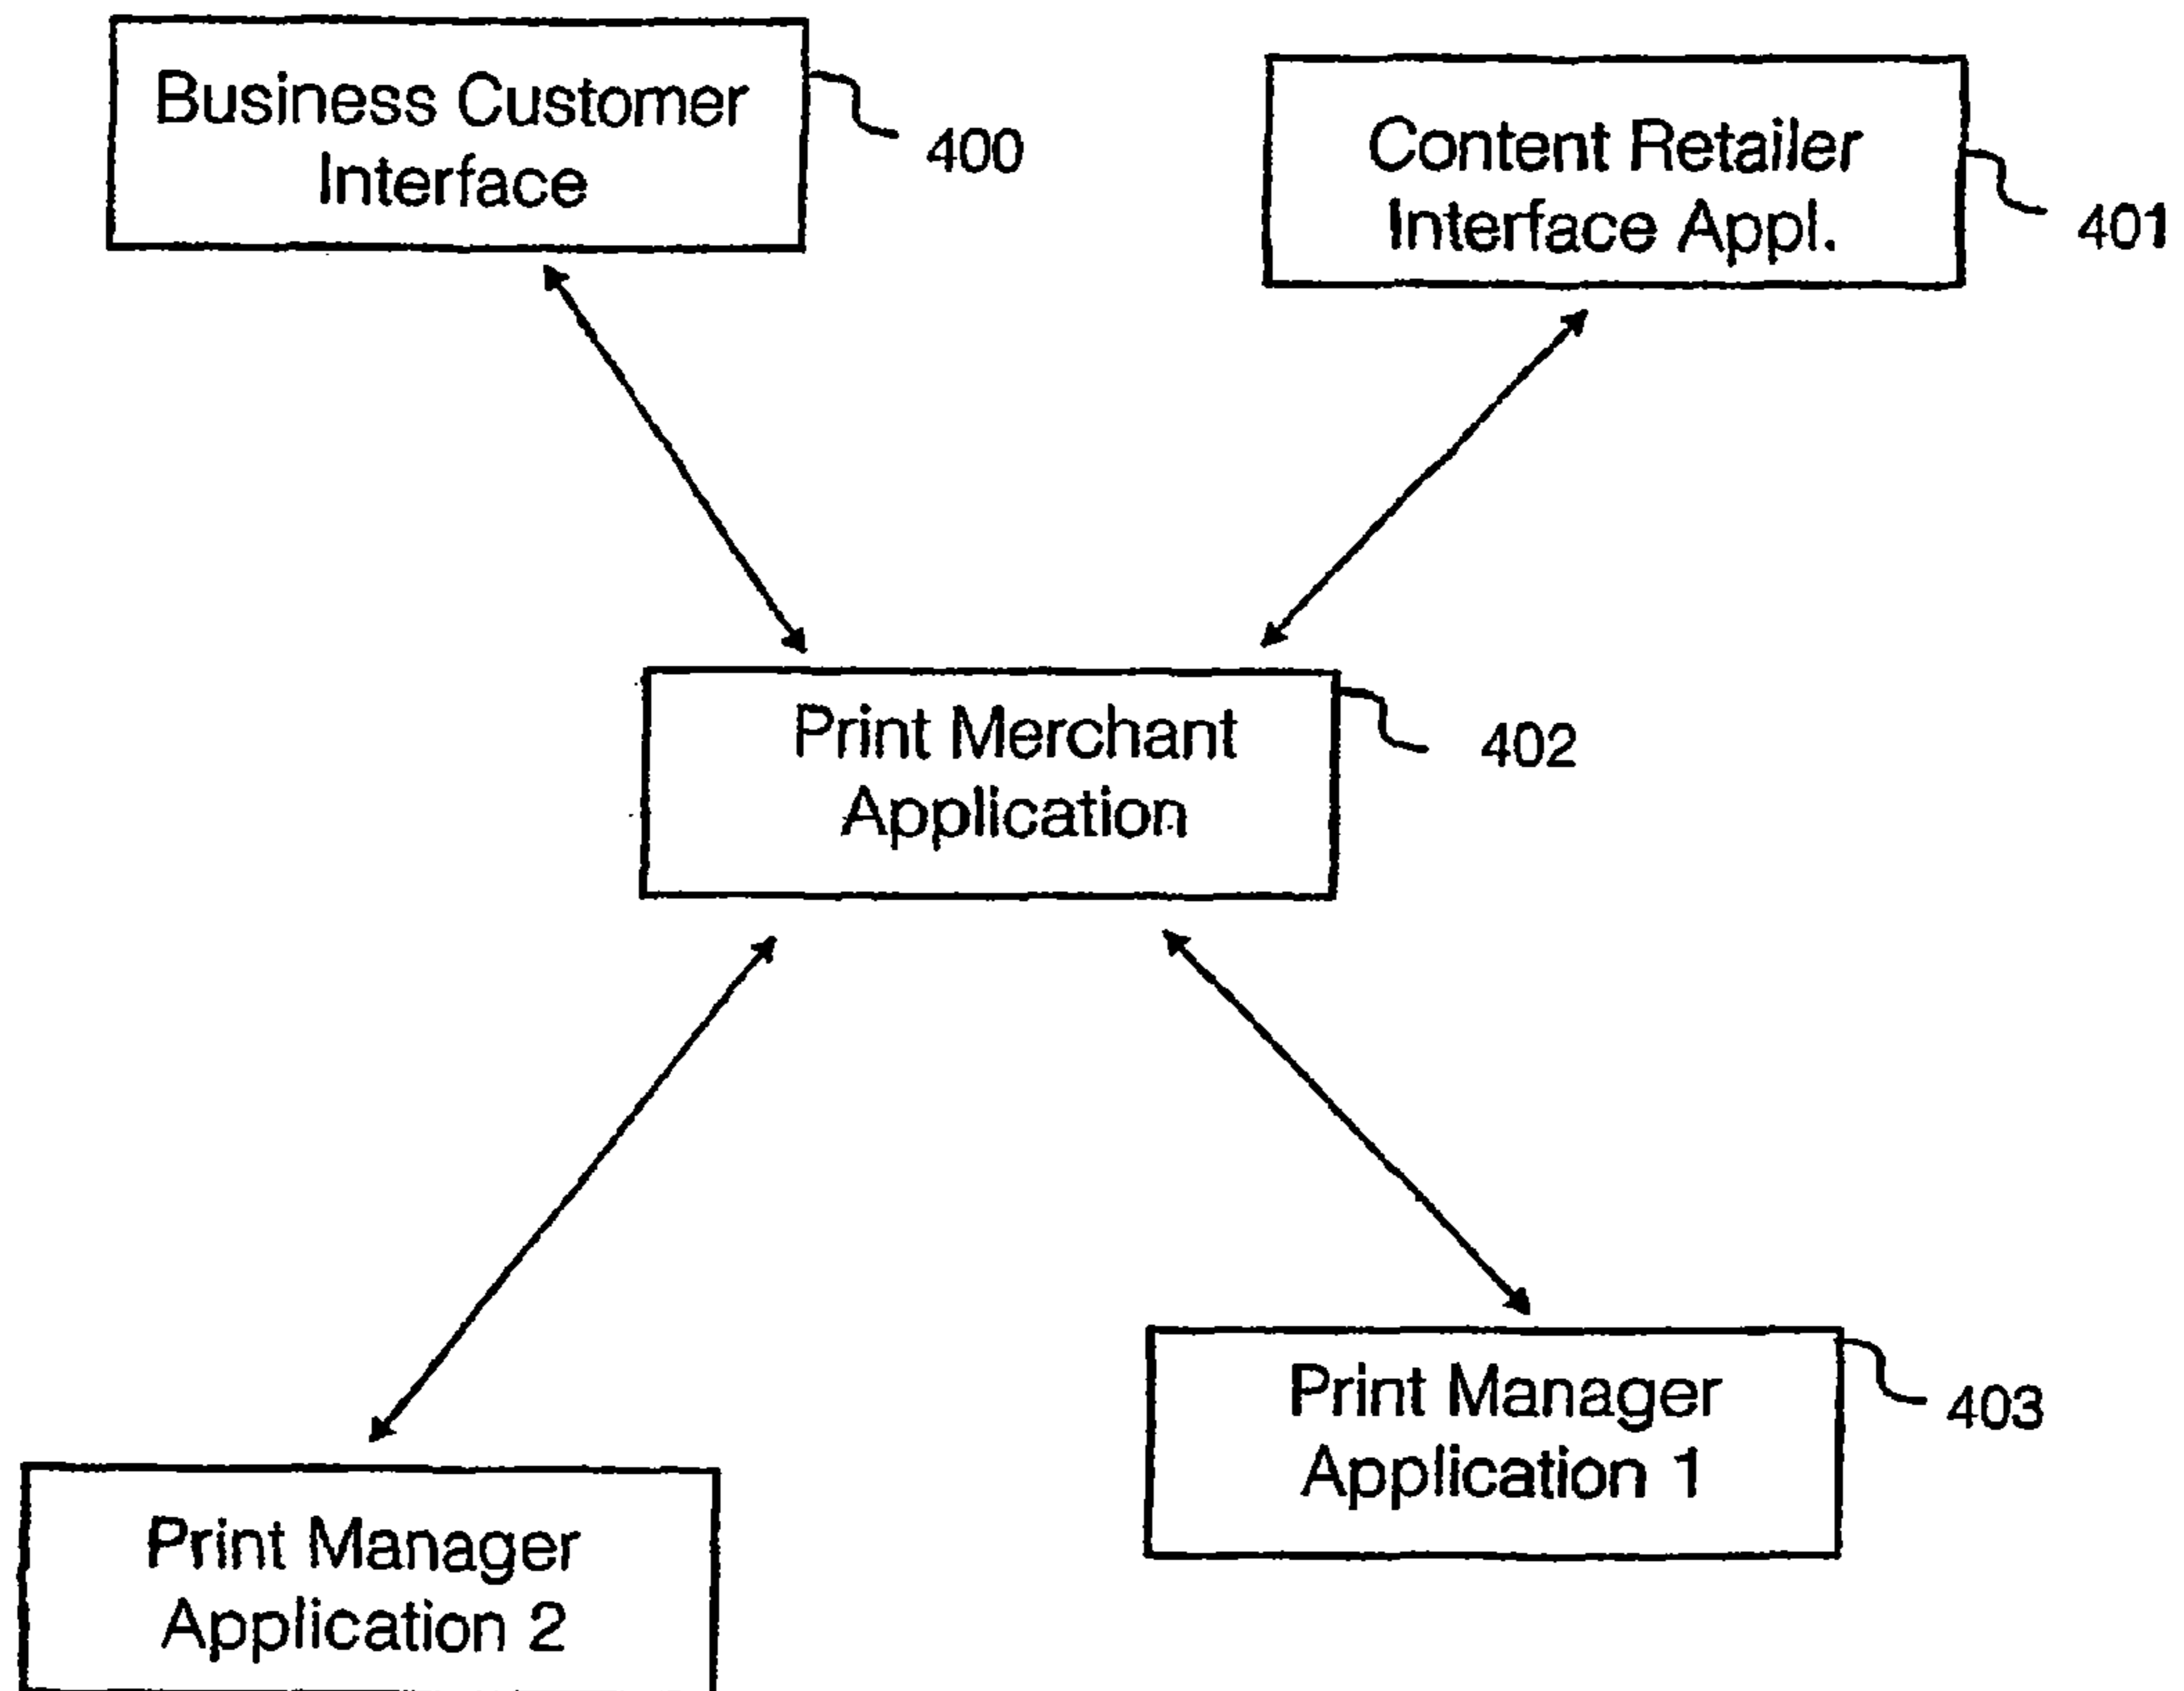 Business Customer
Interface
400
Content Retailer
Interface Appl.
401
Print Merchant
Application
402
Print Manager
Application 1
403
Print Manager
Application 2